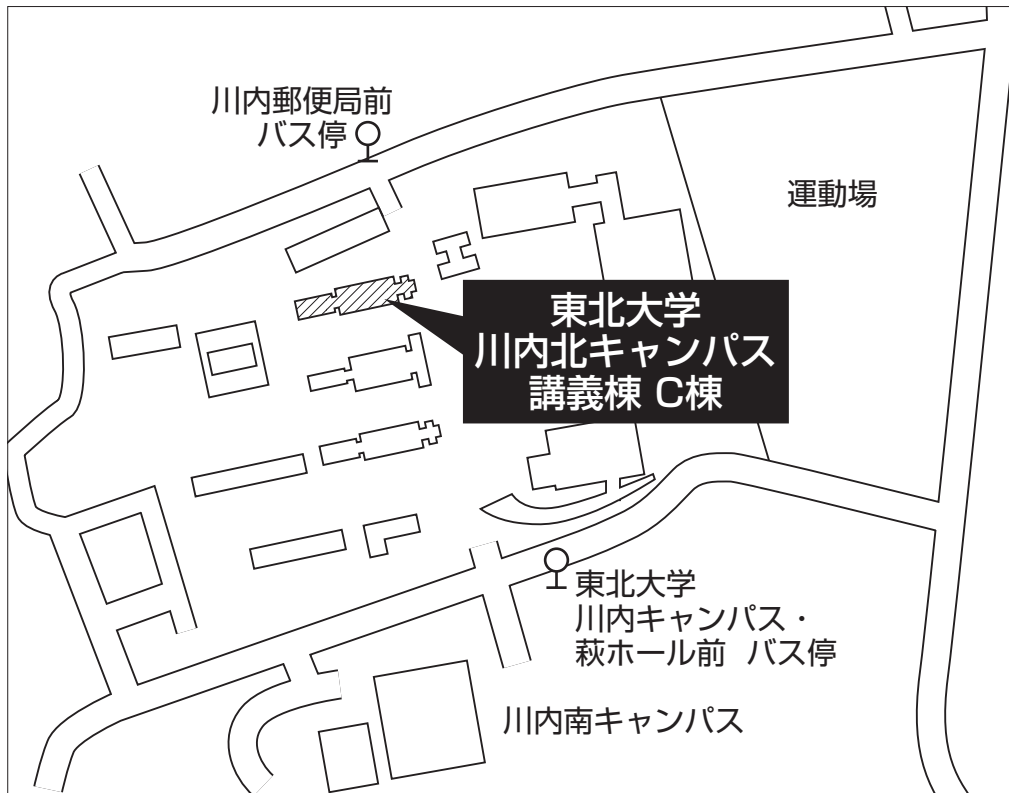 川内郵便局前
バス停
運動場
東北大学
川内北キャンパス
講義棟 C棟
東北大学
川内キャンパス・
萩ホール前 バス停
川内南キャンパス